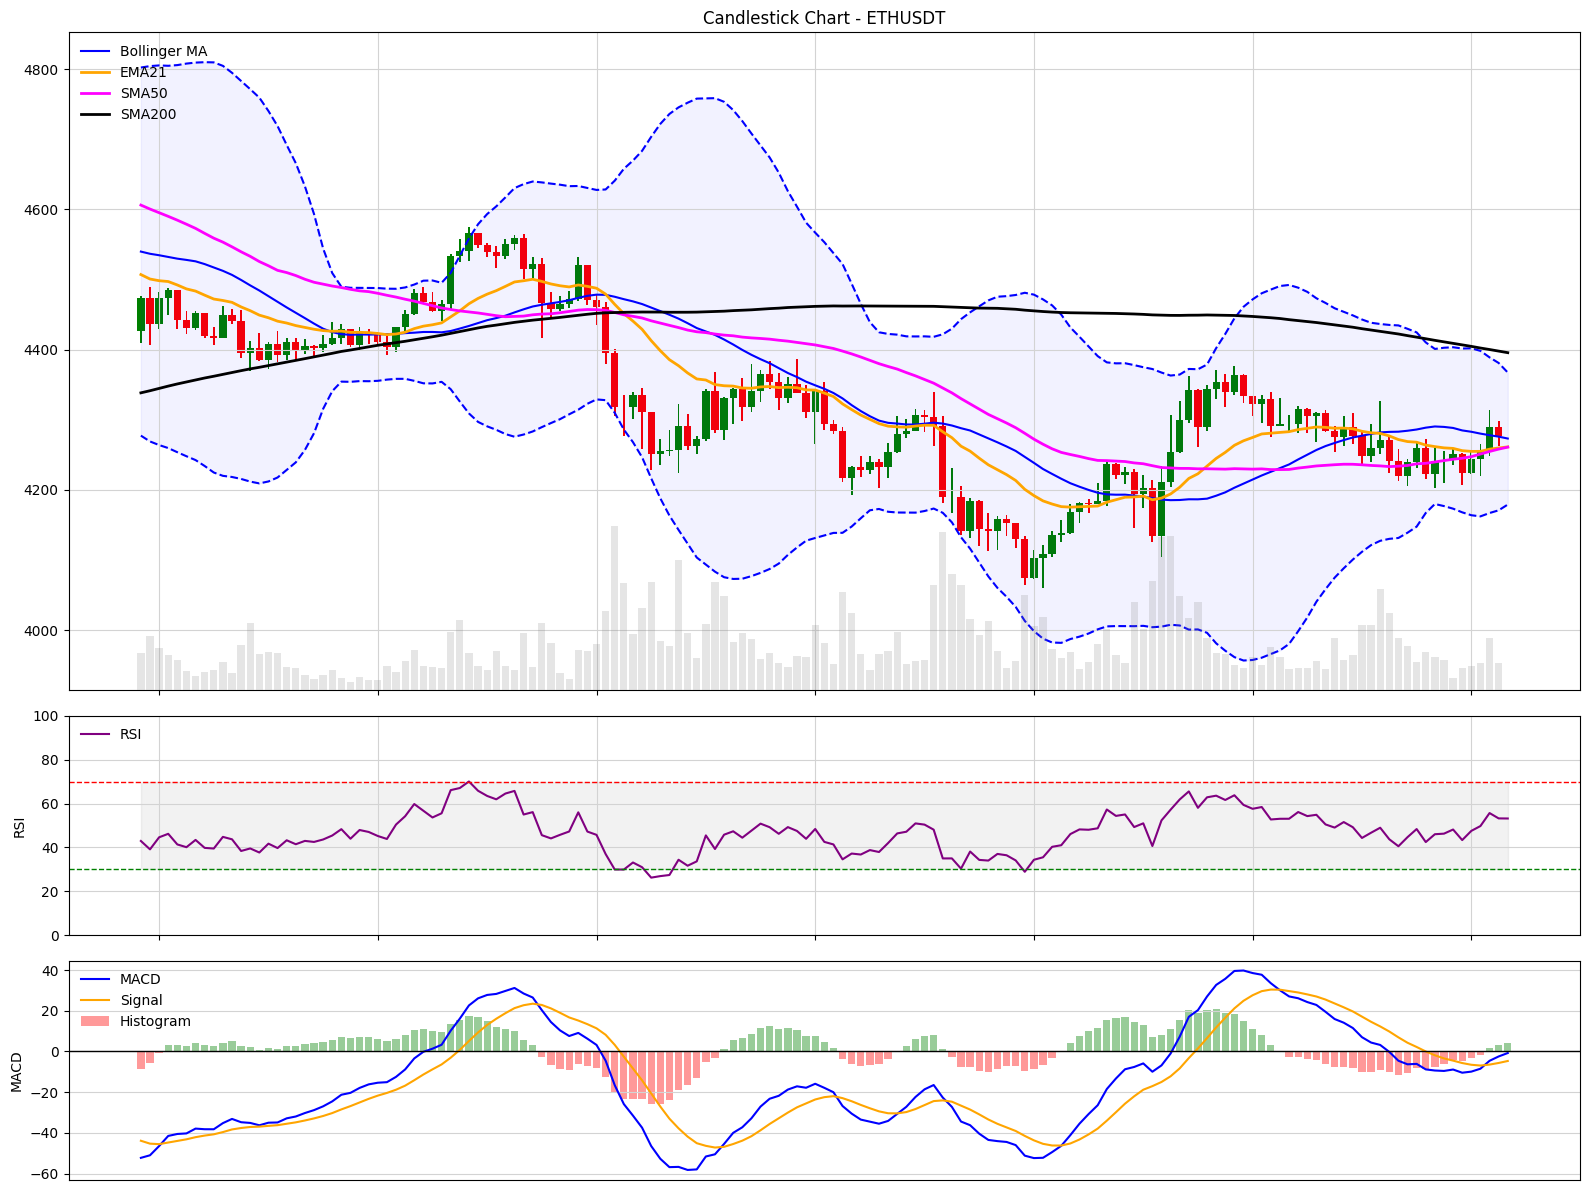 Candlestick Chart - ETHUSDT
Bollinger MA
EMA21
SMA50
SMA200
4800
4600
4400
4200
4000
RSI
RSI
100
80
60
40
20
0
MACD
Signal
Histogram
MACD
40
20
0
−20
−40
−60